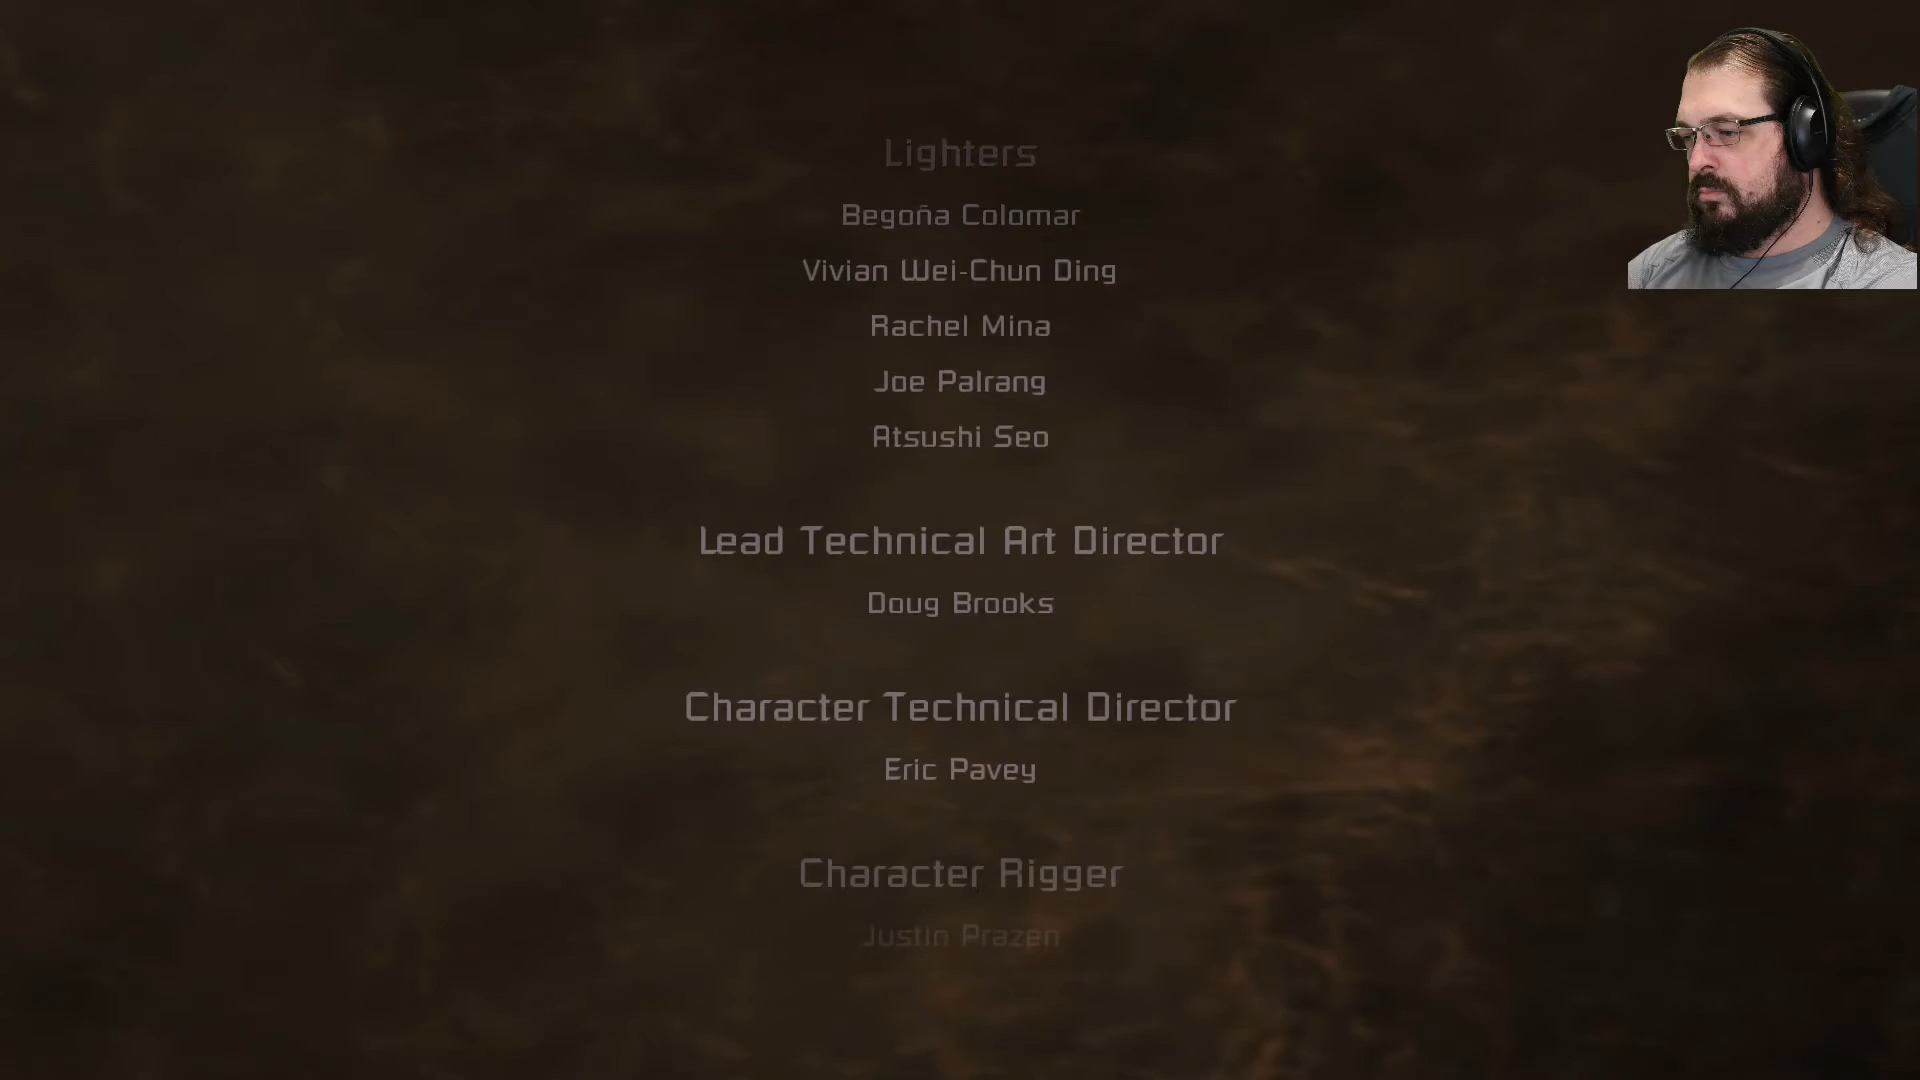 Lighters
Begoña Colomar
Vivian Wei-Chun Ding
Rachel Mina
Joe Palrang
Atsushi Seo
Lead Technical Art Director
Doug Brooks
Character Technical Director
Eric Pavey
Character Rigger
Justin Prazen